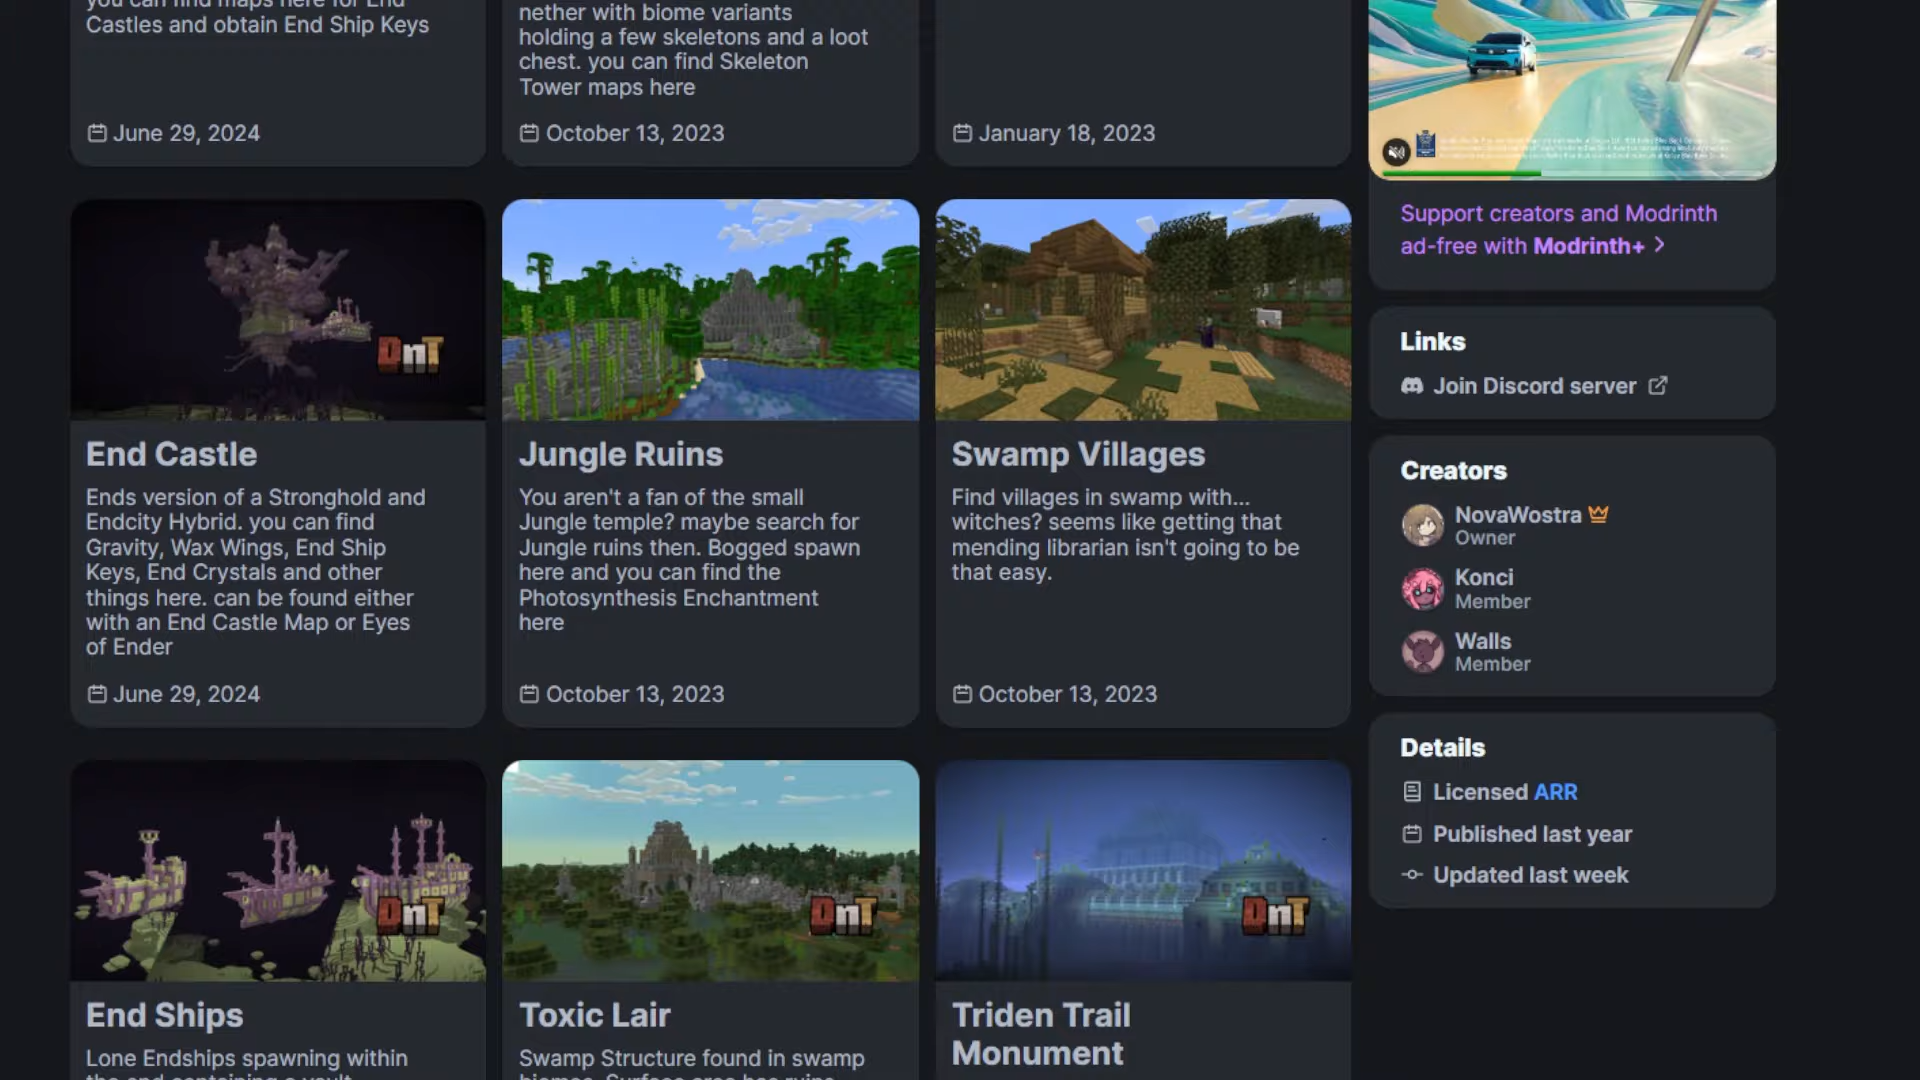 Castles and obtain End Ship Keys
June 29, 2024
nether with biome variants
holding a few skeletons and a loot
chest. you can find Skeleton
Tower maps here
October 13, 2023
January 18, 2023
DnT
End Castle
Ends version of a Stronghold and
Endcity Hybrid. you can find
Gravity, Wax Wings, End Ship
Keys, End Crystals and other
things here. can be found either
with an End Castle Map or Eyes
of Ender
June 29, 2024
Jungle Ruins
You aren't a fan of the small
Jungle temple? maybe search for
Jungle ruins then. Bogged spawn
here and you can find the
Photosynthesis Enchantment
here
October 13, 2023
Swamp Villages
Find villages in swamp with...
witches? seems like getting that
mending librarian isn't going to be
that easy.
October 13, 2023
DnT
End Ships
Lone Endships spawning within
DnT
Toxic Lair
Swamp Structure found in swamp
DnT
Triden Trail
Monument
Support creators and Modrinth
ad-free with Modrinth+
Links
Join Discord server
Creators
NovaWostra
Owner
Konci
Member
Walls
Member
Details
Licensed ARR
Published last year
Updated last week